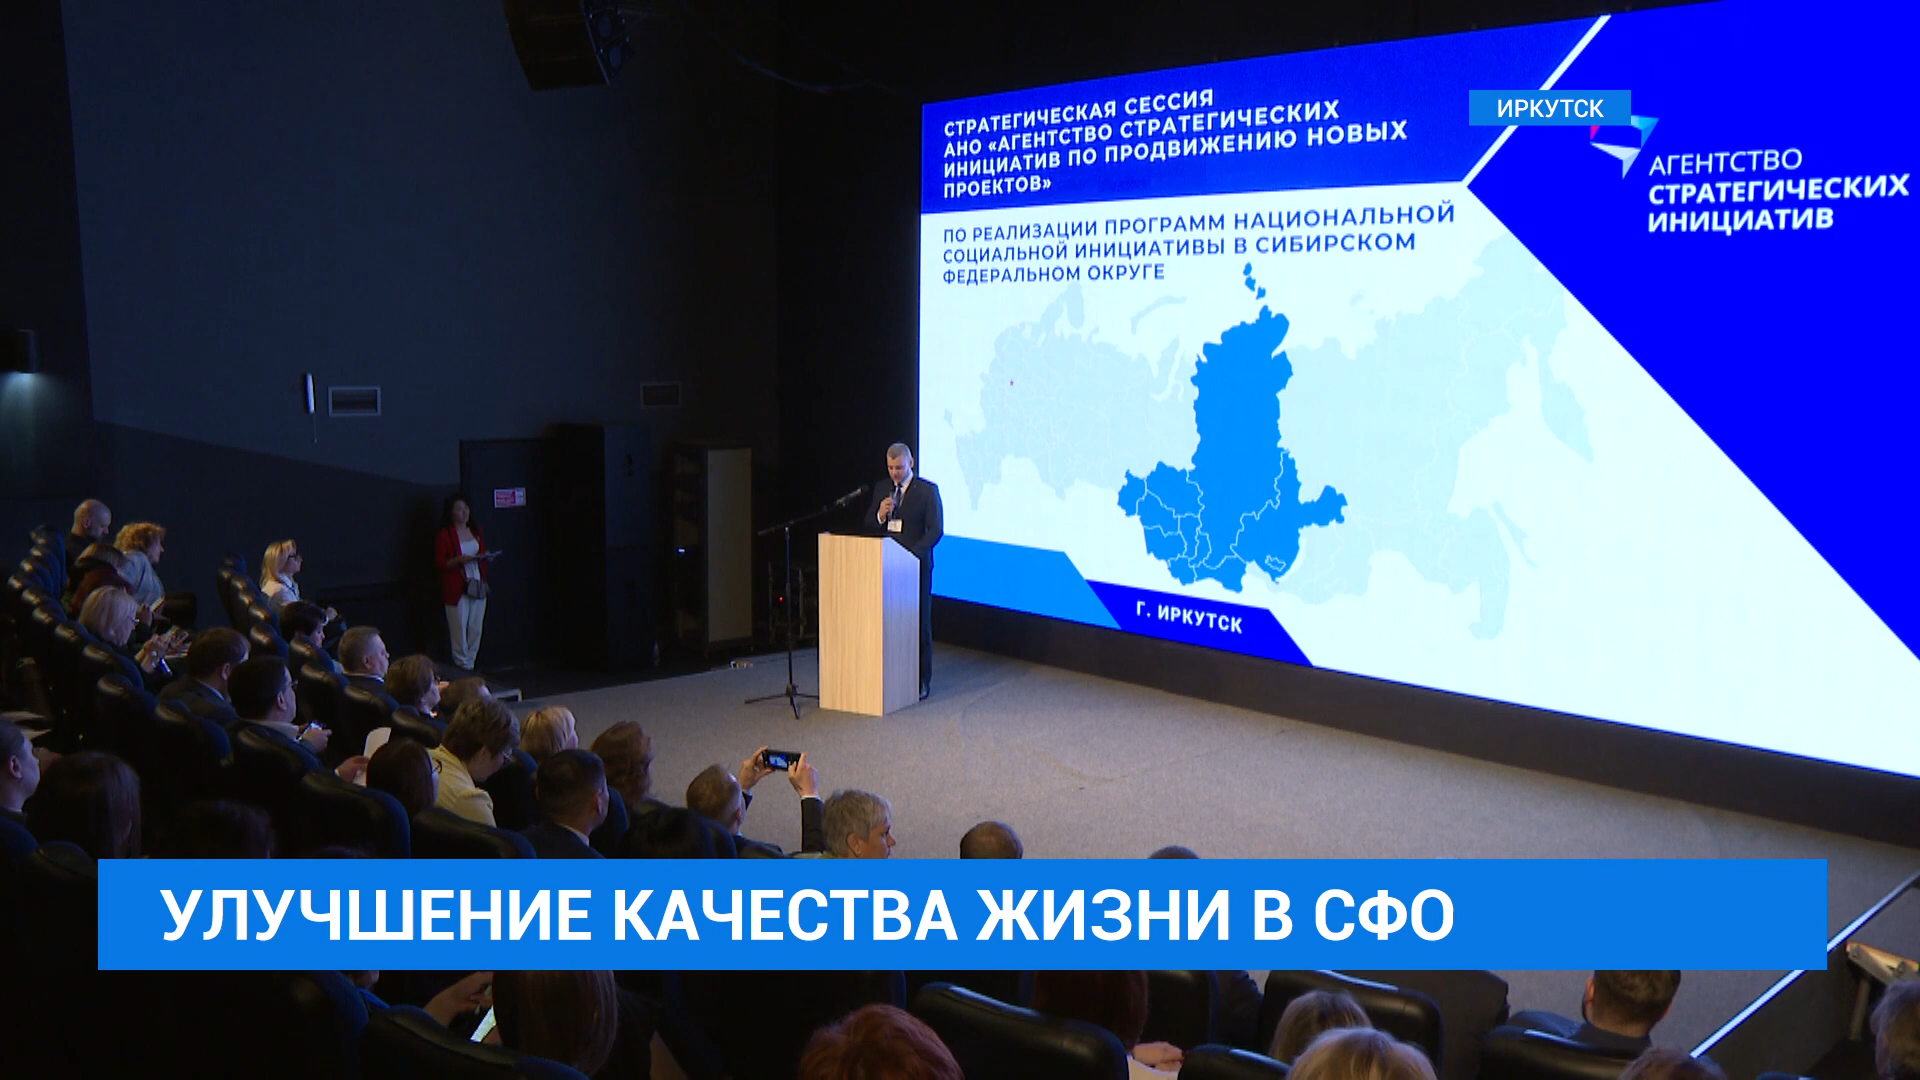 СТРАТЕГИЧЕСКАЯ СЕССИЯ
АНО «АГЕНТСТВО СТРАТЕГИЧЕСКИХ
ИНИЦИАТИВ ПО ПРОДВИЖЕНИЮ НОВЫХ
ПРОЕКТОВ»
ИРКУТСК
АГЕНТСТВО
СТРАТЕГИЧЕСКИХ
ИНИЦИАТИВ
ПО РЕАЛИЗАЦИИ ПРОГРАММ НАЦИОНАЛЬНОЙ
СОЦИАЛЬНОЙ ИНИЦИАТИВЫ В СИБИРСКОМ
ФЕДЕРАЛЬНОМ ОКРУГЕ
Г. ИРКУТСК
УЛУЧШЕНИЕ КАЧЕСТВА ЖИЗНИ В СФО